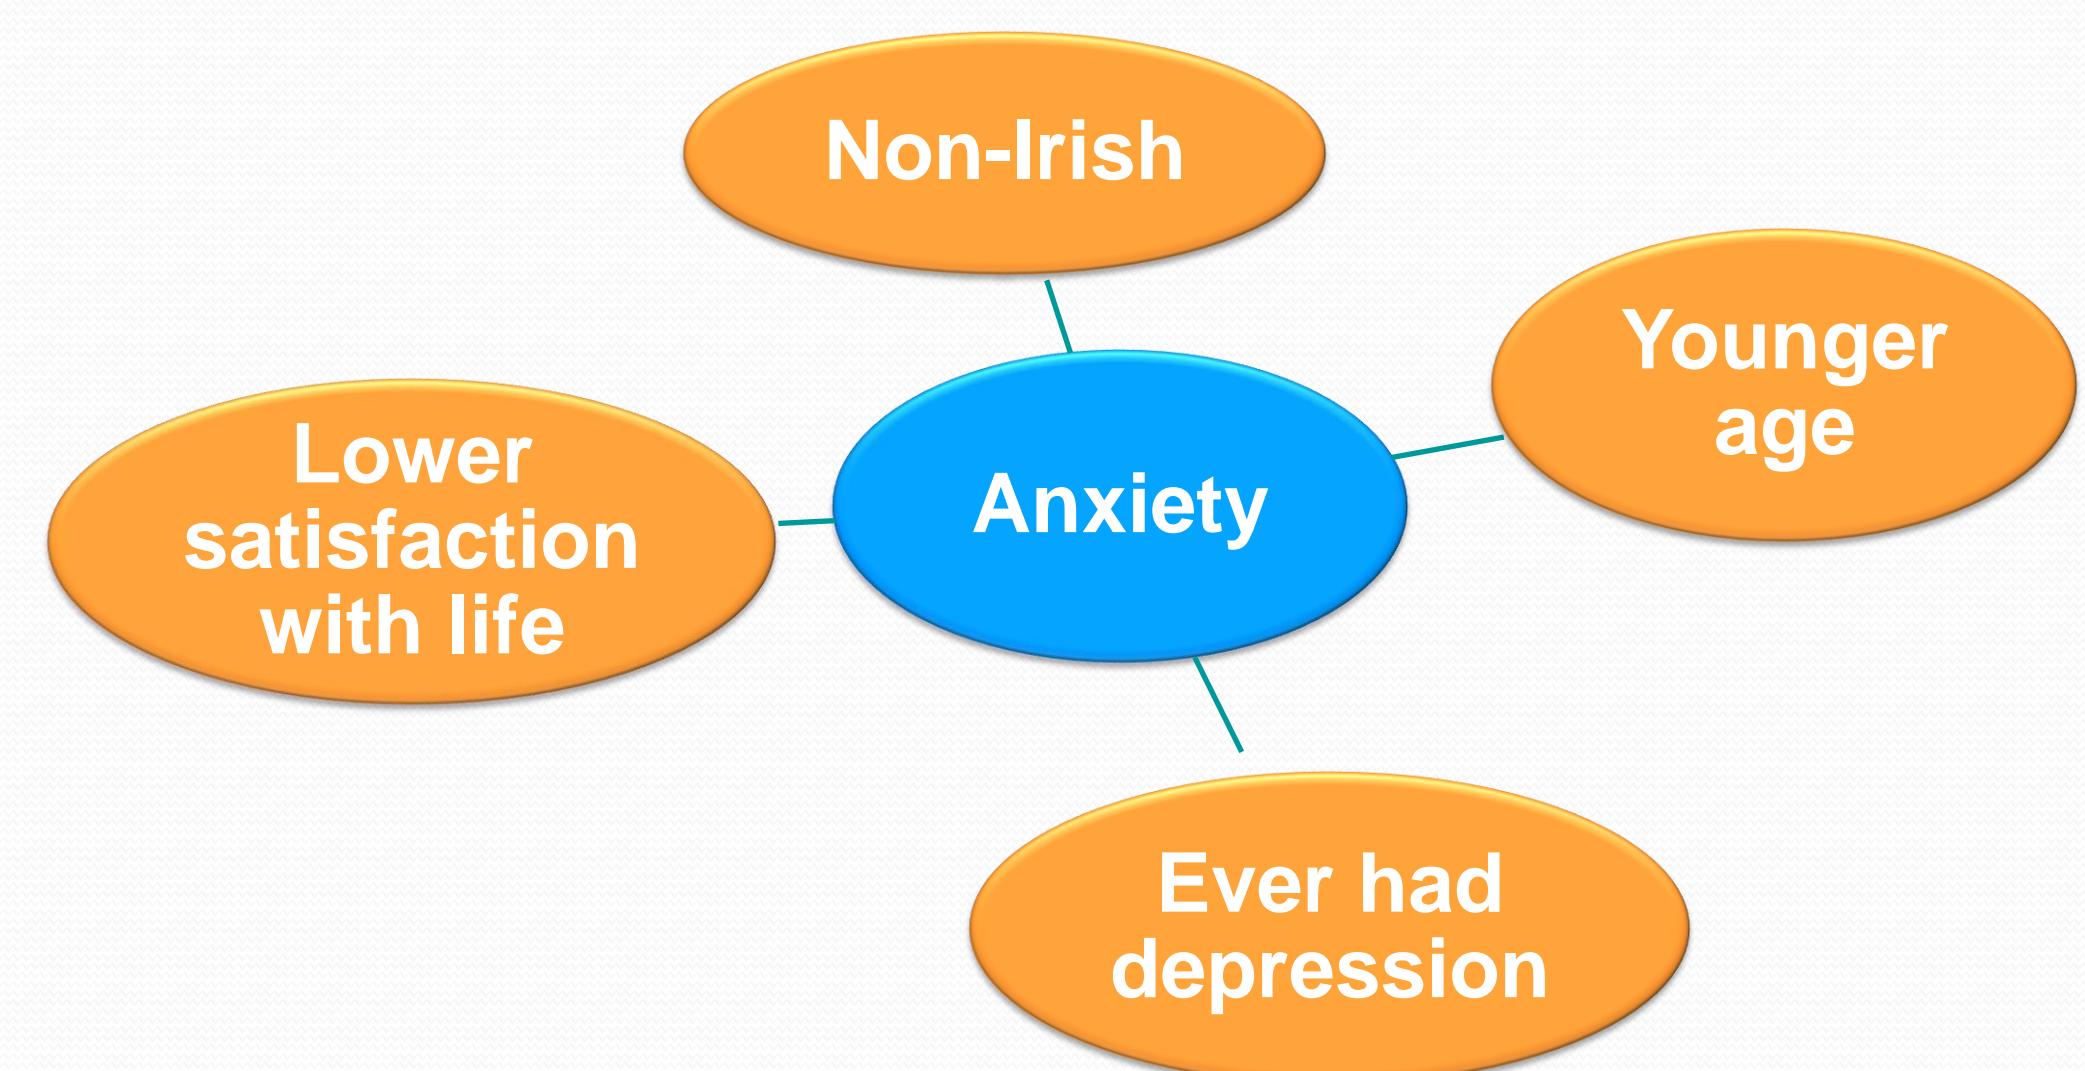 Non-Irish
Younger
age
Lower
satisfaction
with life
Anxiety
Ever had
depression